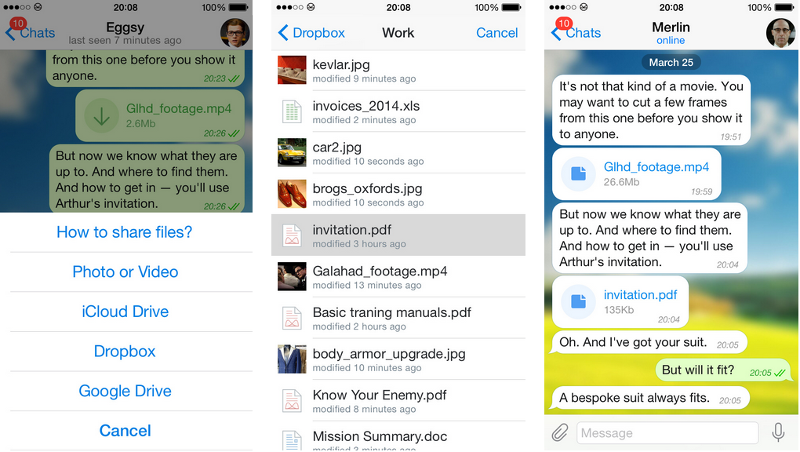 20:08
100%
10
Chats
Eggsy
last seen 7 minutes ago
from this one before you show it
anyone.
20:23
Glhd_footage.mp4
2.6Mb
20:26
But now we know what they are
up to. And where to find them.
And how to get in — you'll use
Arthur's invitation.
20:26
How to share files?
Photo or Video
iCloud Drive
Dropbox
Google Drive
Cancel
20:08
100%
Dropbox
Work
Cancel
kevlar.jpg
modified 9 minutes ago
invoices_2014.xls
modified 2 minutes ago
car2.jpg
modified 10 seconds ago
brogs_oxfords.jpg
modified 10 seconds ago
invitation.pdf
modified 3 hours ago
Galahad_footage.mp4
modified 13 minutes ago
Basic traning manuals.pdf
modified 2 hours ago
body_armor_upgrade.jpg
modified 10 minutes ago
Know Your Enemy.pdf
modified 8 minutes ago
Mission Summary.doc
modified 3 minutes ago
20:08
100%
10
Chats
Merlin
online
March 25
It's not that kind of a movie. You
may want to cut a few frames
from this one before you show it
to anyone.
19:51
Glhd_footage.mp4
26.6Mb
19:59
But now we know what they are
up to. And where to find them.
And how to get in — you'll use
Arthur's invitation.
20:04
invitation.pdf
135Kb
20:04
Oh. And I've got your suit. 20:05
But will it fit? 20:05
A bespoke suit always fits. 20:05
Message